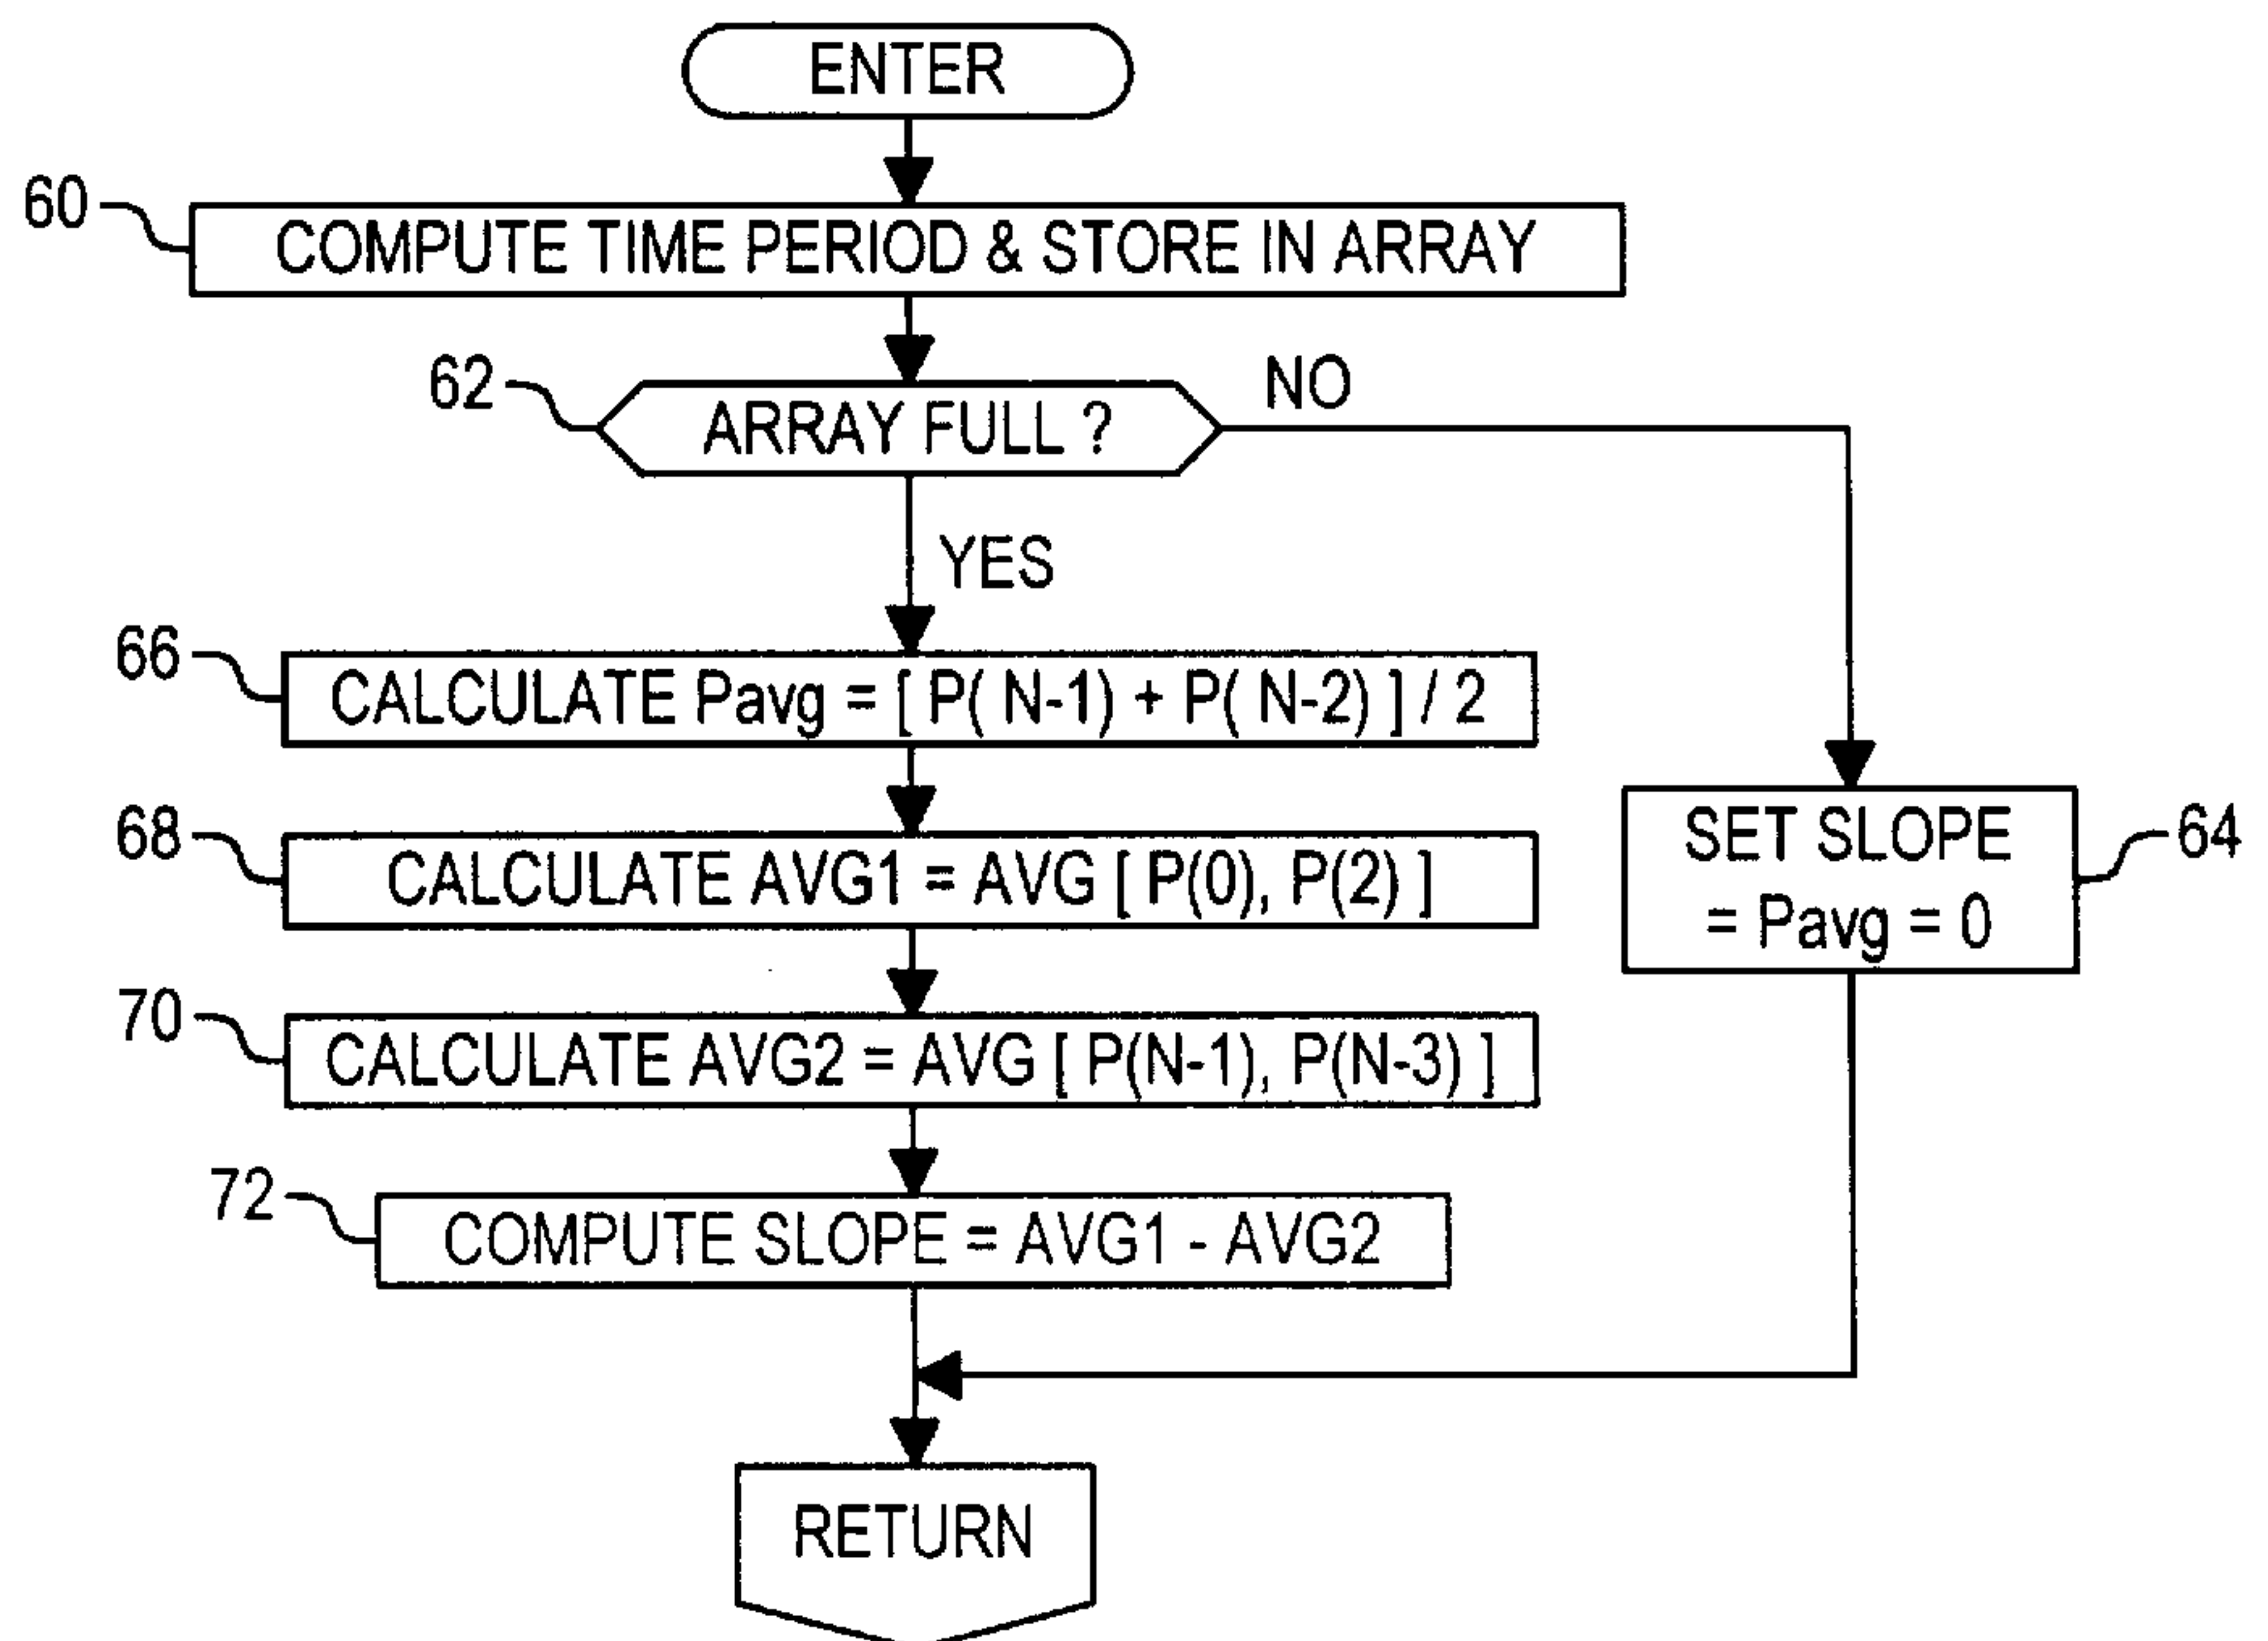 ENTER
60
COMPUTE TIME PERIOD & STORE IN ARRAY
62
ARRAY FULL ?
NO
YES
66
CALCULATE Pavg = [ P( N-1) + P( N-2) ] / 2
68
CALCULATE AVG1 = AVG [ P(0), P(2) ]
SET SLOPE
= Pavg = 0
64
70
CALCULATE AVG2 = AVG [ P(N-1), P(N-3) ]
72
COMPUTE SLOPE = AVG1 - AVG2
RETURN